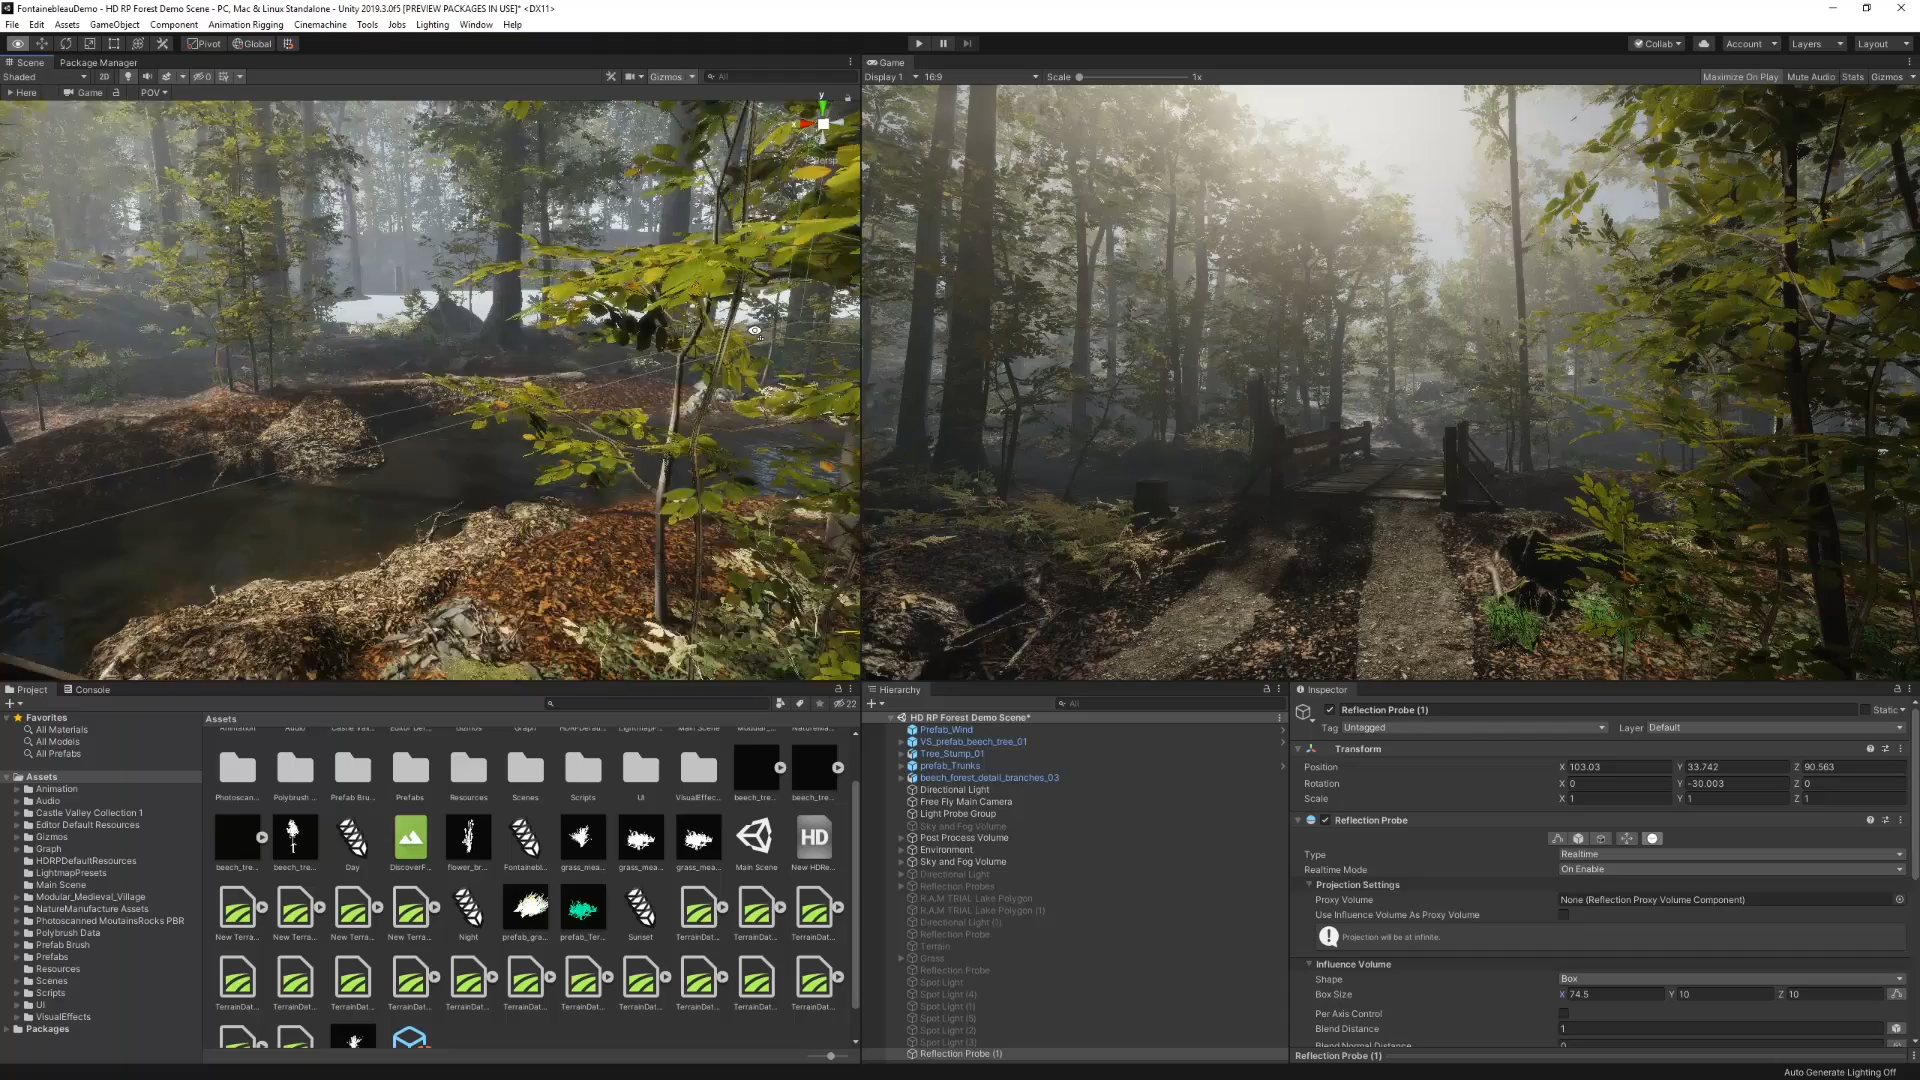 FontainebleauDemo - HD RP Forest Demo Scene - PC, Mac & Linux Standalone - Unity 2019.3.0f5 [PREVIEW PACKAGES IN USE]* <DX11>
File Edit Assets GameObject Component Animation Rigging Cinemachine Tools Jobs Lighting Window Help
Pivot Global Collab Account Layers Layout
Scene Package Manager
Shaded 2D 0 Gizmos All
Here Game POV
y
Persp
Game
Display 1 16:9 Scale 1x Maximize On Play Mute Audio Stats Gizmos
Project Console
22
Favorites
All Materials
All Models
All Prefabs
Assets
Animation
Audio
Castle Valley Collection 1
Editor Default Resources
Gizmos
Graph
HDRPDefaultResources
LightmapPresets
Main Scene
Modular_Medieval_Village
NatureManufacture Assets
Photoscanned MoutainsRocks PBR
Polybrush Data
Prefab Brush
Prefabs
Resources
Scenes
Scripts
UI
VisualEffects
Packages
Assets
Photoscan... Polybrush ... Prefab Bru... Prefabs Resources Scenes Scripts UI VisualEffec... beech_tre... beech_tre...
HD
beech_tre... beech_tre... Day DiscoverF... flower_br... Fontainebl... grass_mea... grass_mea... grass_mea... Main Scene New HDRe...
New Terra... New Terra... New Terra... New Terra... Night prefab_gra... prefab_Ter... Sunset TerrainDat... TerrainDat... TerrainDat...
TerrainDat... TerrainDat... TerrainDat... TerrainDat... TerrainDat... TerrainDat... TerrainDat... TerrainDat... TerrainDat... TerrainDat... TerrainDat...
Hierarchy
All
HD RP Forest Demo Scene*
Prefab_Wind
VS_prefab_beech_tree_01
Tree_Stump_01
prefab_Trunks
beech_forest_detail_branches_03
Directional Light
Free Fly Main Camera
Light Probe Group
Sky and Fog Volume
Post Process Volume
Environment
Sky and Fog Volume
Directional Light
Reflection Probes
R.A.M TRIAL Lake Polygon
R.A.M TRIAL Lake Polygon (1)
Directional Light (1)
Reflection Probe
Terrain
Grass
Reflection Probe
Spot Light
Spot Light (4)
Spot Light (1)
Spot Light (5)
Spot Light (2)
Spot Light (3)
Reflection Probe (1)
Inspector
Reflection Probe (1) Static
Tag Untagged Layer Default
Transform
Position X 103.03 Y 33.742 Z 90.563
Rotation X 0 Y -30.003 Z 0
Scale X 1 Y 1 Z 1
Reflection Probe
Type Realtime
Realtime Mode On Enable
Projection Settings
Proxy Volume None (Reflection Proxy Volume Component)
Use Influence Volume As Proxy Volume
Projection will be at infinite.
Influence Volume
Shape Box
Box Size X 74.5 Y 10 Z 10
Per Axis Control
Blend Distance 1
Blend Normal Distance 0
Reflection Probe (1)
Auto Generate Lighting Off